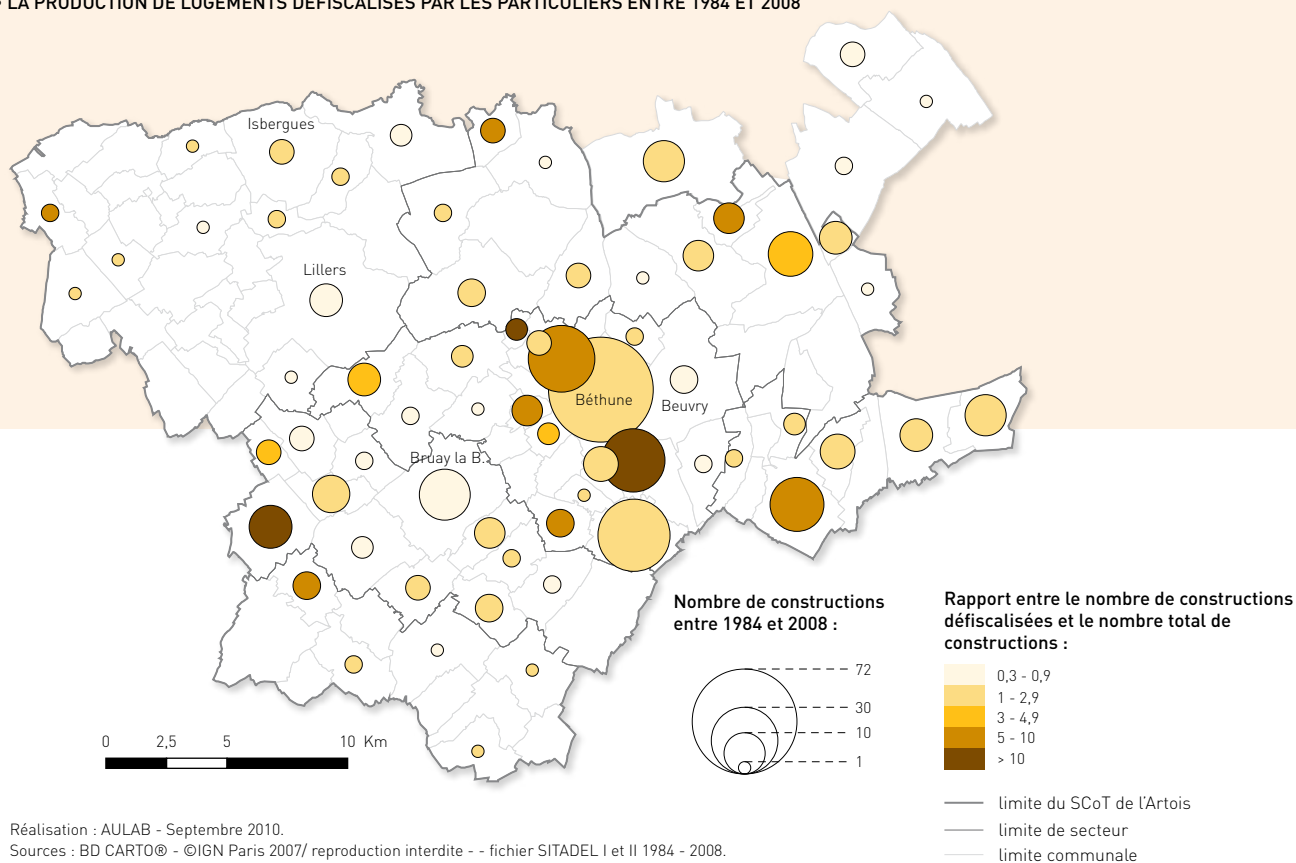 LA PRODUCTION DE LOGEMENTS DÉFISCALISÉS PAR LES PARTICULIERS ENTRE 1984 ET 2008
Isbergues
Lillers
Béthune
Beuvry
Bruay la B.
Nombre de constructions
entre 1984 et 2008 :
72
30
10
1
Rapport entre le nombre de constructions
défiscalisées et le nombre total de
constructions :
0,3 - 0,9
1 - 2,9
3 - 4,9
5 - 10
> 10
limite du SCoT de l'Artois
limite de secteur
limite communale
0 2,5 5 10 Km
Réalisation : AULAB - Septembre 2010.
Sources : BD CARTO® - ©IGN Paris 2007/ reproduction interdite - - fichier SITADEL I et II 1984 - 2008.